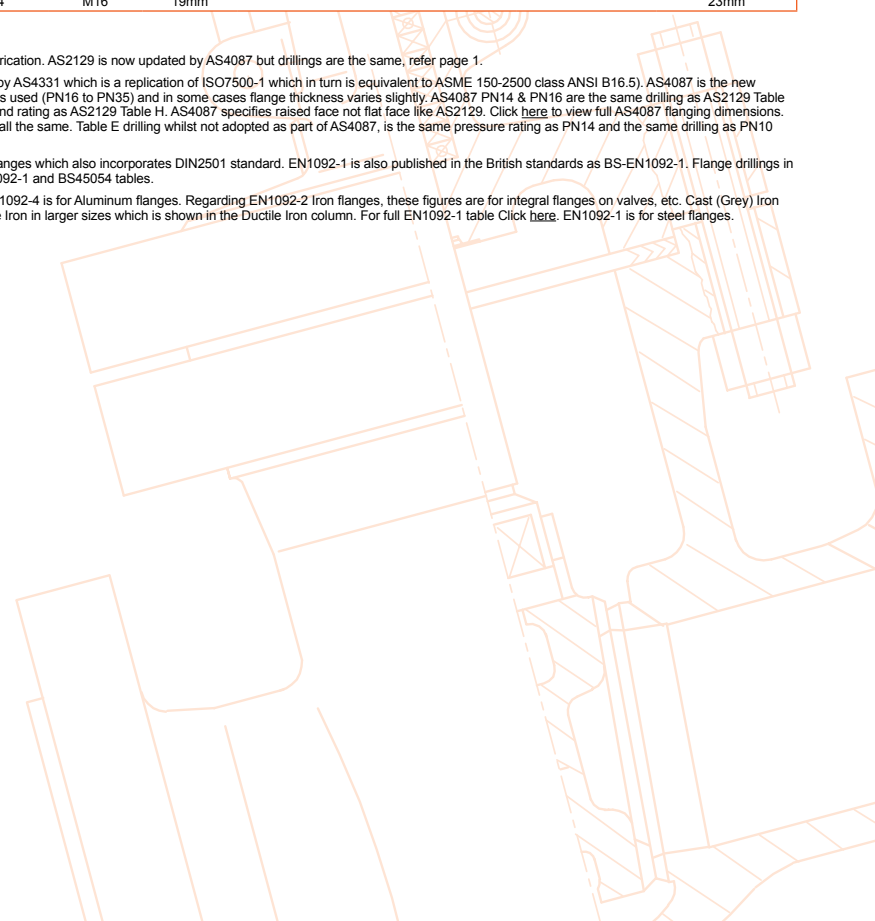 4 M16 19mm 23mm
rication. AS2129 is now updated by AS4087 but drillings are the same, refer page 1.
by AS4331 which is a replication of ISO7500-1 which in turn is equivalent to ASME 150-2500 class ANSI B16.5). AS4087 is the new
s used (PN16 to PN35) and in some cases flange thickness varies slightly. AS4087 PN14 & PN16 are the same drilling as AS2129 Table
nd rating as AS2129 Table H. AS4087 specifies raised face not flat face like AS2129. Click here to view full AS4087 flanging dimensions.
all the same. Table E drilling whilst not adopted as part of AS4087, is the same pressure rating as PN14 and the same drilling as PN10
anges which also incorporates DIN2501 standard. EN1092-1 is also published in the British standards as BS-EN1092-1. Flange drillings in
092-1 and BS45054 tables.
1092-4 is for Aluminum flanges. Regarding EN1092-2 Iron flanges, these figures are for integral flanges on valves, etc. Cast (Grey) Iron
e Iron in larger sizes which is shown in the Ductile Iron column. For full EN1092-1 table Click here. EN1092-1 is for steel flanges.